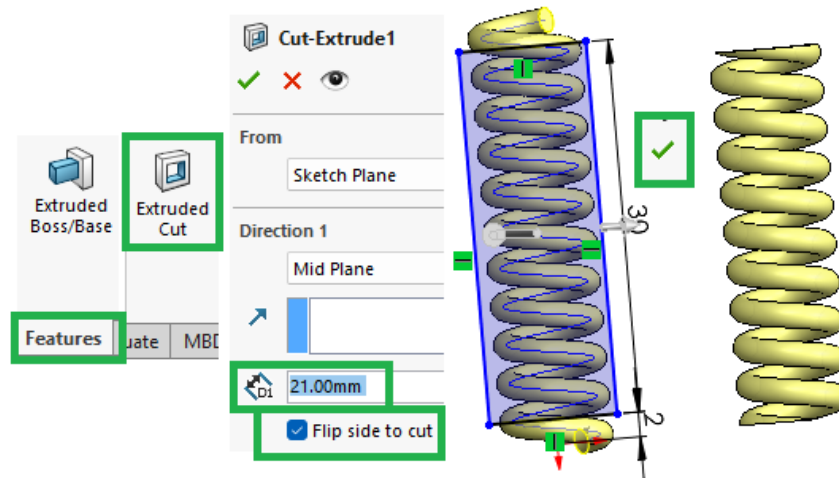 Extruded
Boss/Base
Extruded
Cut
Features
uate
MBD
Cut-Extrude1
From
Sketch Plane
Direction 1
Mid Plane
D1
21.00mm
Flip side to cut
30
2